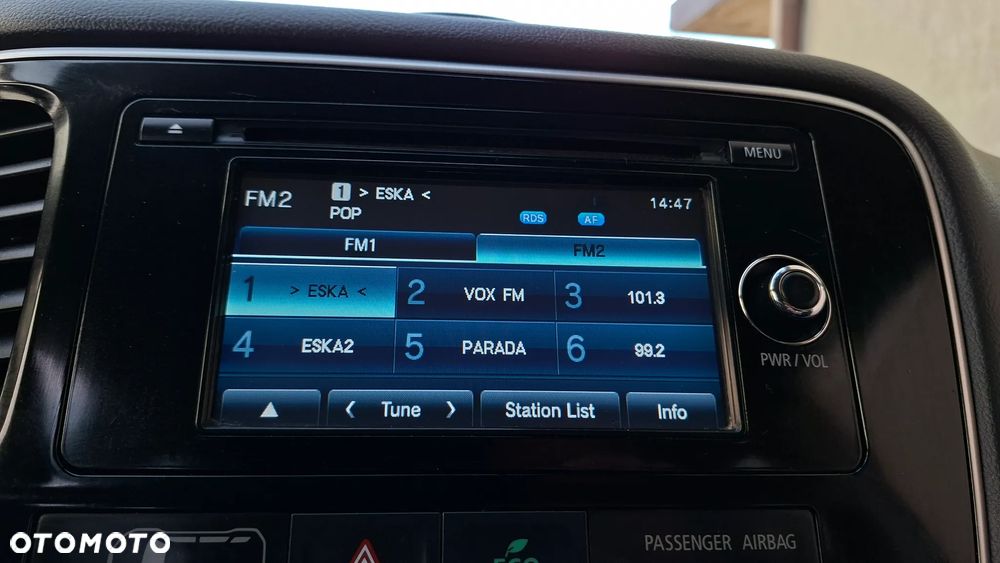 MENU
FM2
1 > ESKA <
14:47
POP
RDS
AF
FM1
FM2
1 > ESKA <
2 VOX FM
3 101.3
4 ESKA2
5 PARADA
6 99.2
PWR / VOL
< Tune >
Station List
Info
OTOMOTO
ECO
PASSENGER AIRBAG